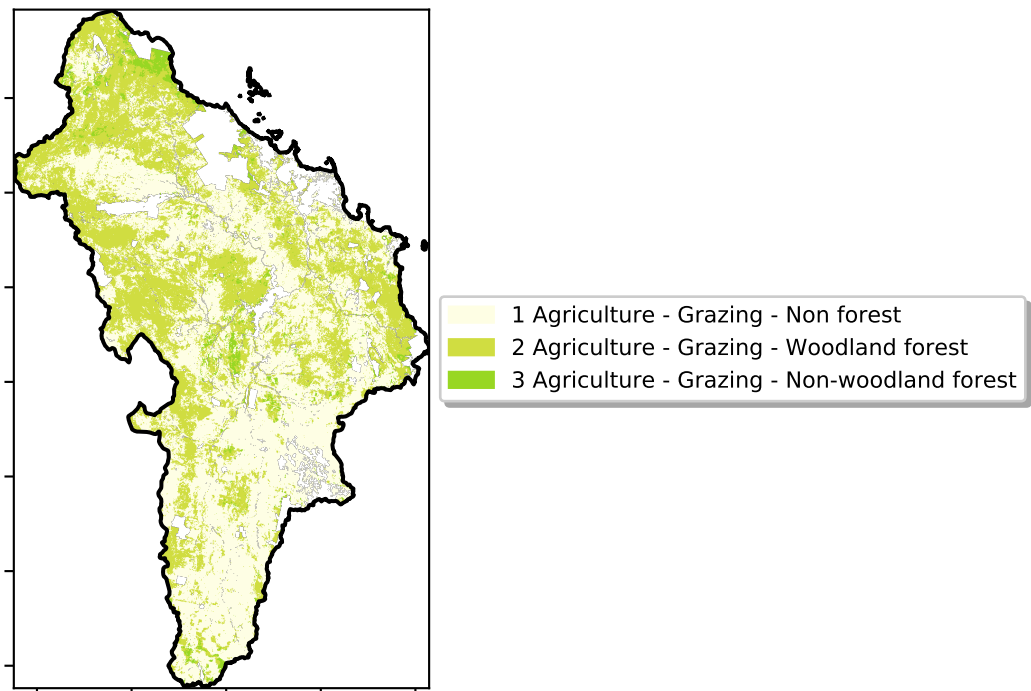 1 Agriculture - Grazing - Non forest
2 Agriculture - Grazing - Woodland forest
3 Agriculture - Grazing - Non-woodland forest